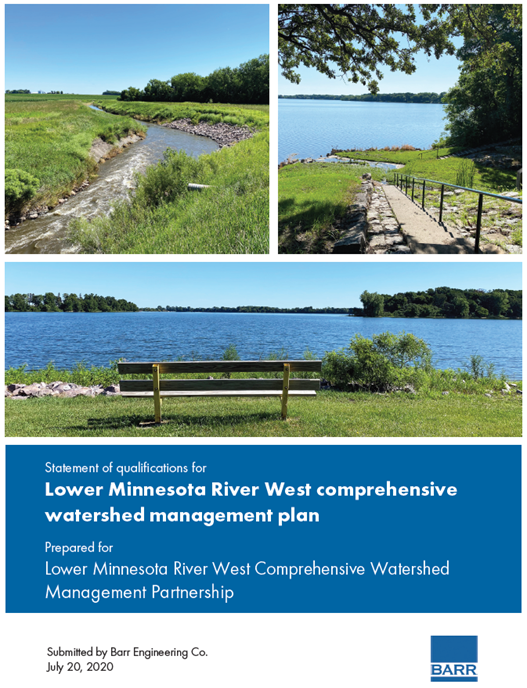 Statement of qualifications for
Lower Minnesota River West comprehensive
watershed management plan
Prepared for
Lower Minnesota River West Comprehensive Watershed
Management Partnership
Submitted by Barr Engineering Co.
July 20, 2020
BARR